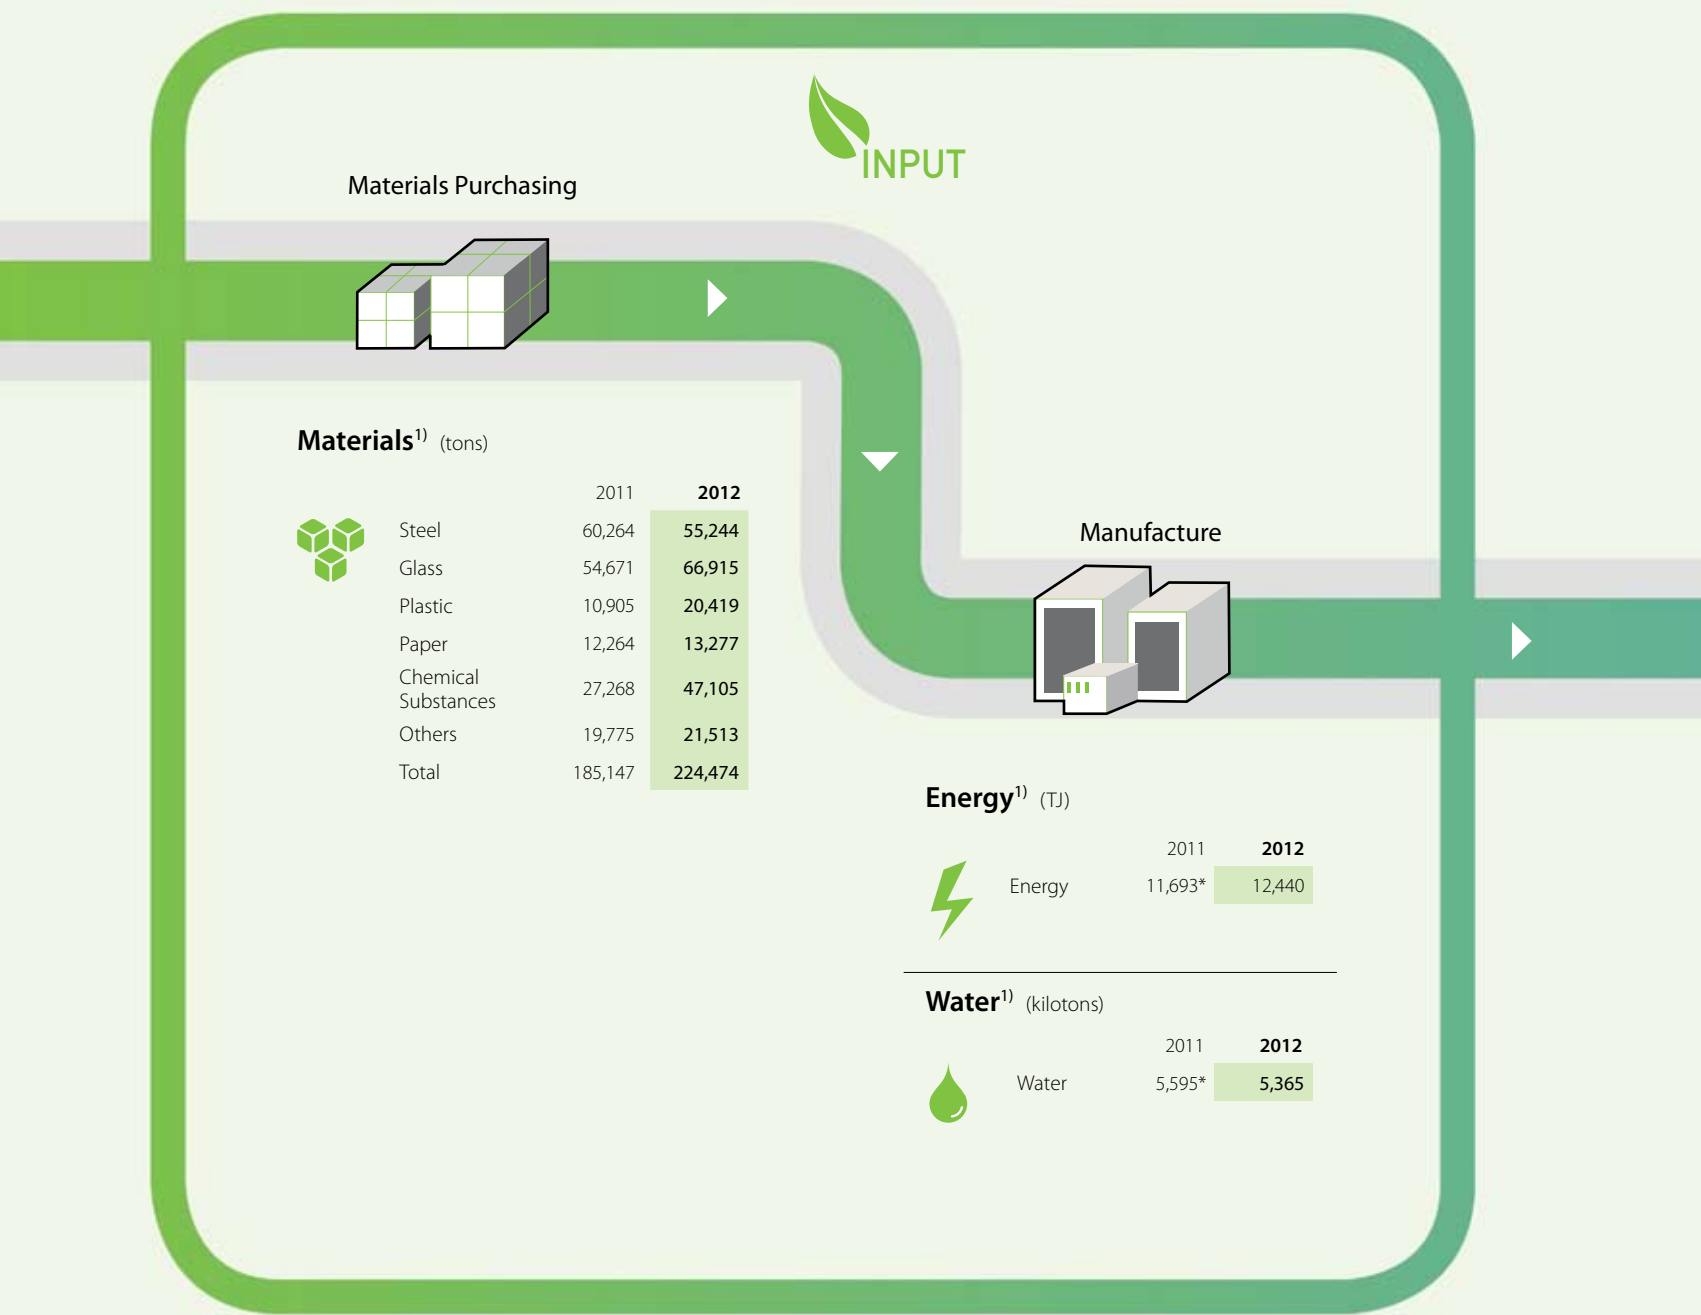 INPUT
Materials Purchasing
Materials1) (tons)
2011 2012
Steel 60,264 55,244
Glass 54,671 66,915
Plastic 10,905 20,419
Paper 12,264 13,277
Chemical
Substances 27,268 47,105
Others 19,775 21,513
Total 185,147 224,474
Manufacture
Energy1) (TJ)
2011 2012
Energy 11,693* 12,440
Water1) (kilotons)
2011 2012
Water 5,595* 5,365